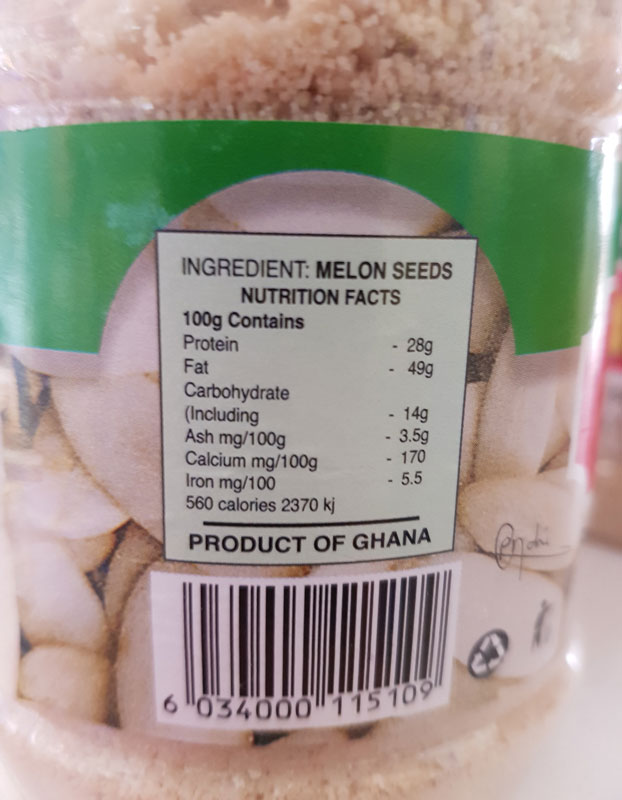 INGREDIENT: MELON SEEDS
NUTRITION FACTS
100g Contains
Protein - 28g
Fat - 49g
Carbohydrate
(Including - 14g
Ash mg/100g - 3.5g
Calcium mg/100g - 170
Iron mg/100 - 5.5
560 calories 2370 kj
PRODUCT OF GHANA
6 034000 115109